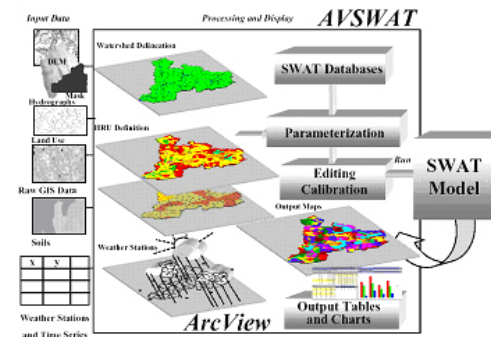 Input Data
Processing and Display
AVSWAT
Watershed Delineation
DEM
Mask
SWAT Databases
Hydrography
HRU Definition
Parameterization
Land Use
Editing
Calibration
Run
SWAT
Model
Raw GIS Data
Output Maps
Soils
Weather Stations
x y
Output Tables
and Charts
ArcView
Weather Stations
and Time Series